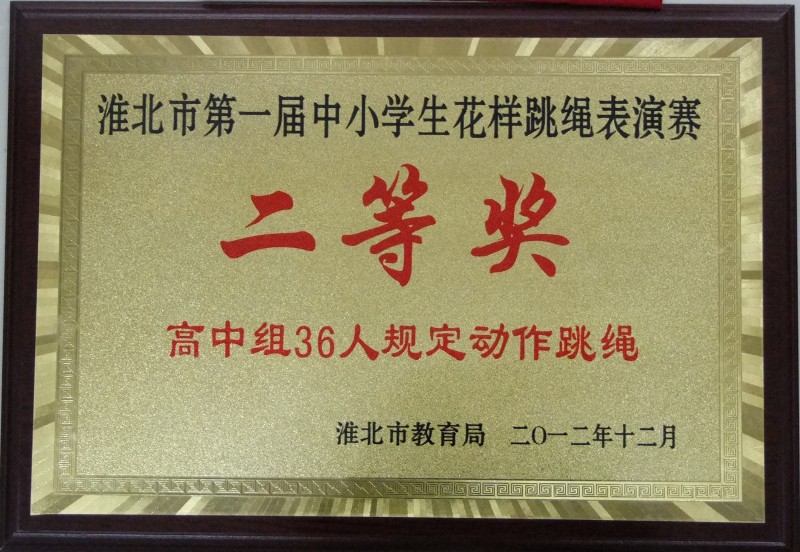 淮北市第一届中小学生花样跳绳表演赛
二等奖
高中组36人规定动作跳绳
淮北市教育局 二〇一二年十二月